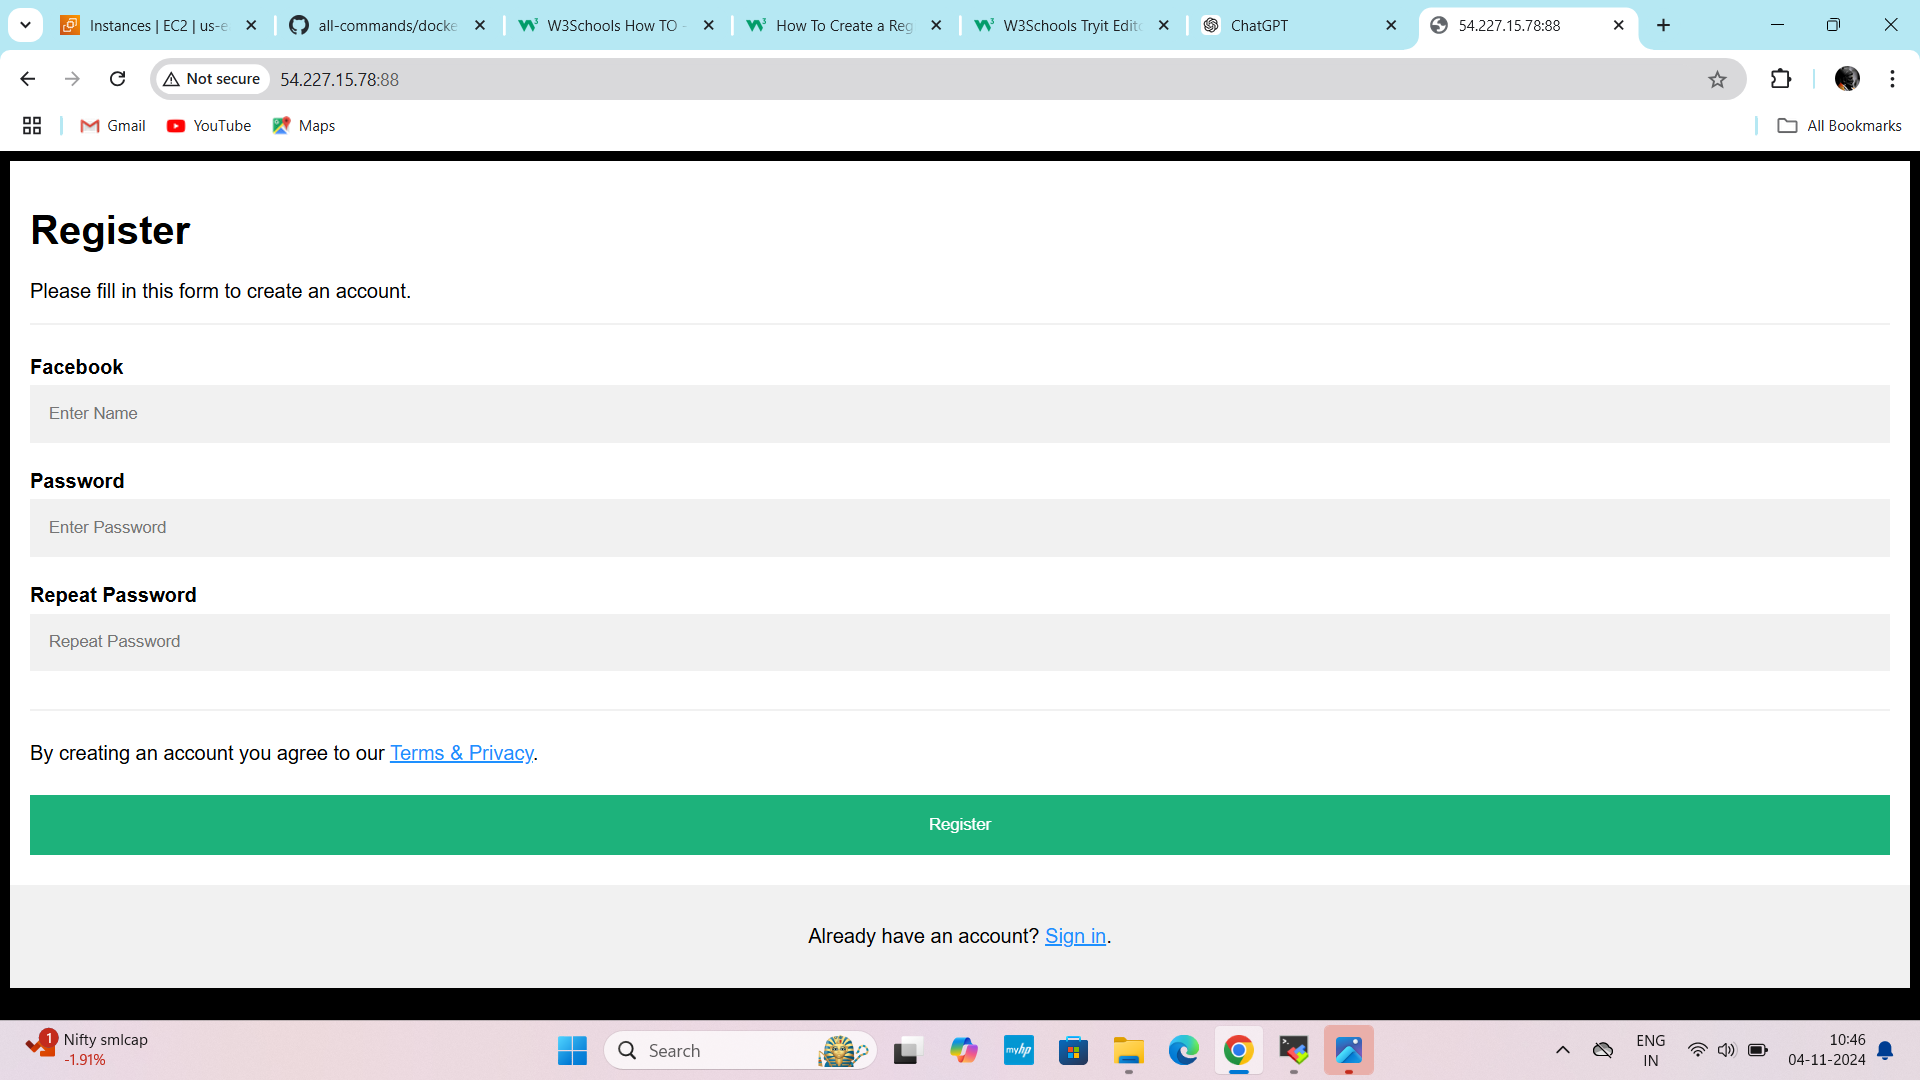 Instances | EC2 | us-e
all-commands/docke
W3Schools How TO -
How To Create a Reg
W3Schools Tryit Edito
ChatGPT
54.227.15.78:88
Not secure
54.227.15.78:88
Gmail
YouTube
Maps
All Bookmarks
Register
Please fill in this form to create an account.
Facebook
Enter Name
Password
Enter Password
Repeat Password
Repeat Password
By creating an account you agree to our Terms & Privacy.
Register
Already have an account? Sign in.
1
Nifty smlcap
-1.91%
Search
myhp
ENG
IN
10:46
04-11-2024